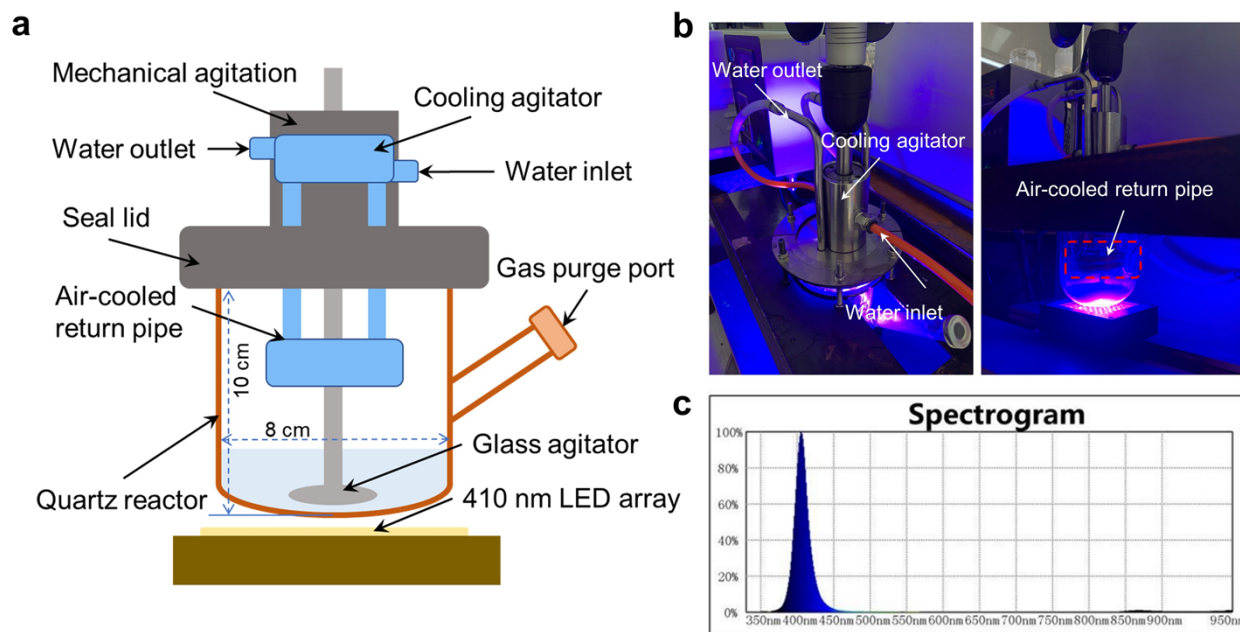 a
Mechanical agitation
Cooling agitator
Water outlet
Water inlet
Seal lid
Gas purge port
Air-cooled
return pipe
10 cm
8 cm
Glass agitator
Quartz reactor
410 nm LED array
b
Water outlet
Cooling agitator
Water inlet
Air-cooled return pipe
c
Spectrogram
100%
80%
60%
40%
20%
0%
350nm 400nm 450nm 500nm 550nm 600nm 650nm 700nm 750nm 800nm 850nm 900nm 950nm